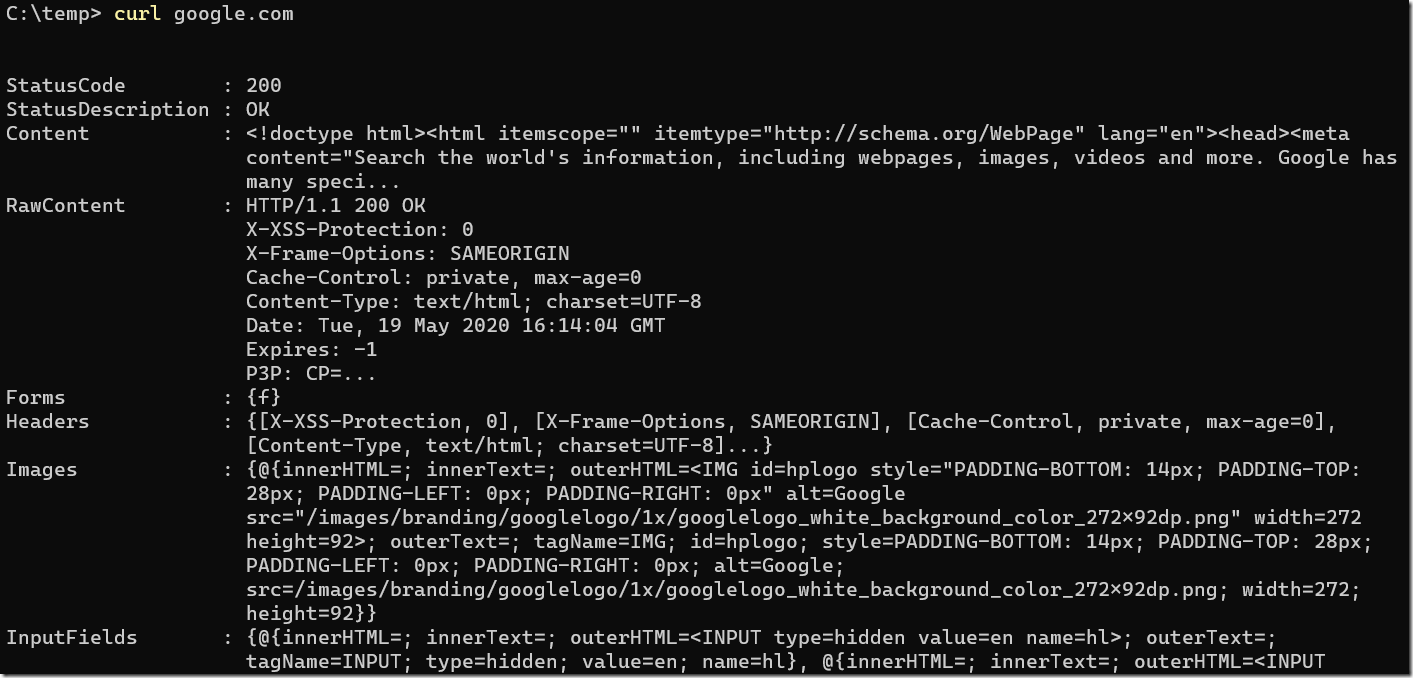 C:\temp> curl google.com
StatusCode        : 200
StatusDescription : OK
Content           : <!doctype html><html itemscope="" itemtype="http://schema.org/WebPage" lang="en"><head><meta
                    content="Search the world's information, including webpages, images, videos and more. Google has
                    many speci...
RawContent        : HTTP/1.1 200 OK
                    X-XSS-Protection: 0
                    X-Frame-Options: SAMEORIGIN
                    Cache-Control: private, max-age=0
                    Content-Type: text/html; charset=UTF-8
                    Date: Tue, 19 May 2020 16:14:04 GMT
                    Expires: -1
                    P3P: CP=...
Forms             : {f}
Headers           : {[X-XSS-Protection, 0], [X-Frame-Options, SAMEORIGIN], [Cache-Control, private, max-age=0],
                    [Content-Type, text/html; charset=UTF-8]...}
Images            : {@{innerHTML=; innerText=; outerHTML=<IMG id=hplogo style="PADDING-BOTTOM: 14px; PADDING-TOP:
                    28px; PADDING-LEFT: 0px; PADDING-RIGHT: 0px" alt=Google
                    src="/images/branding/googlelogo/1x/googlelogo_white_background_color_272×92dp.png" width=272
                    height=92>; outerText=; tagName=IMG; id=hplogo; style=PADDING-BOTTOM: 14px; PADDING-TOP: 28px;
                    PADDING-LEFT: 0px; PADDING-RIGHT: 0px; alt=Google;
                    src=/images/branding/googlelogo/1x/googlelogo_white_background_color_272×92dp.png; width=272;
                    height=92}}
InputFields       : {@{innerHTML=; innerText=; outerHTML=<INPUT type=hidden value=en name=hl>; outerText=;
                    tagName=INPUT; type=hidden; value=en; name=hl}, @{innerHTML=; innerText=; outerHTML=<INPUT